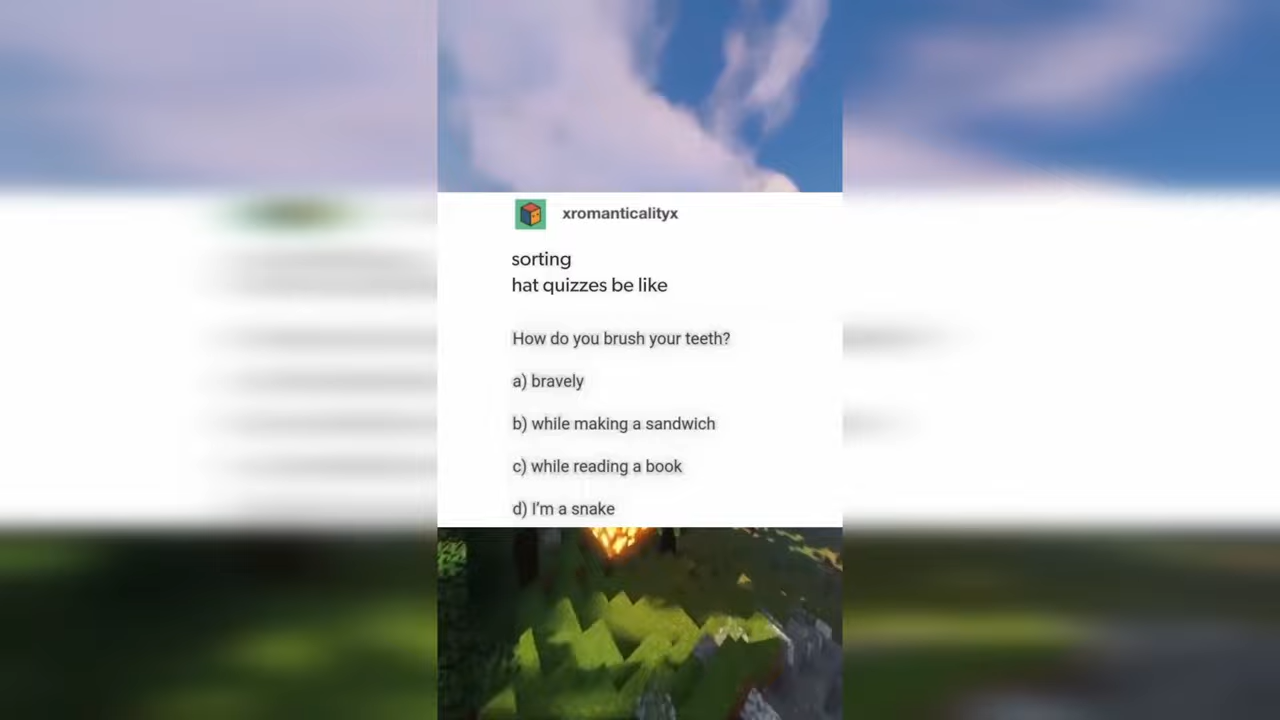 xromanticalityx
sorting
hat quizzes be like
How do you brush your teeth?
a) bravely
b) while making a sandwich
c) while reading a book
d) I'm a snake